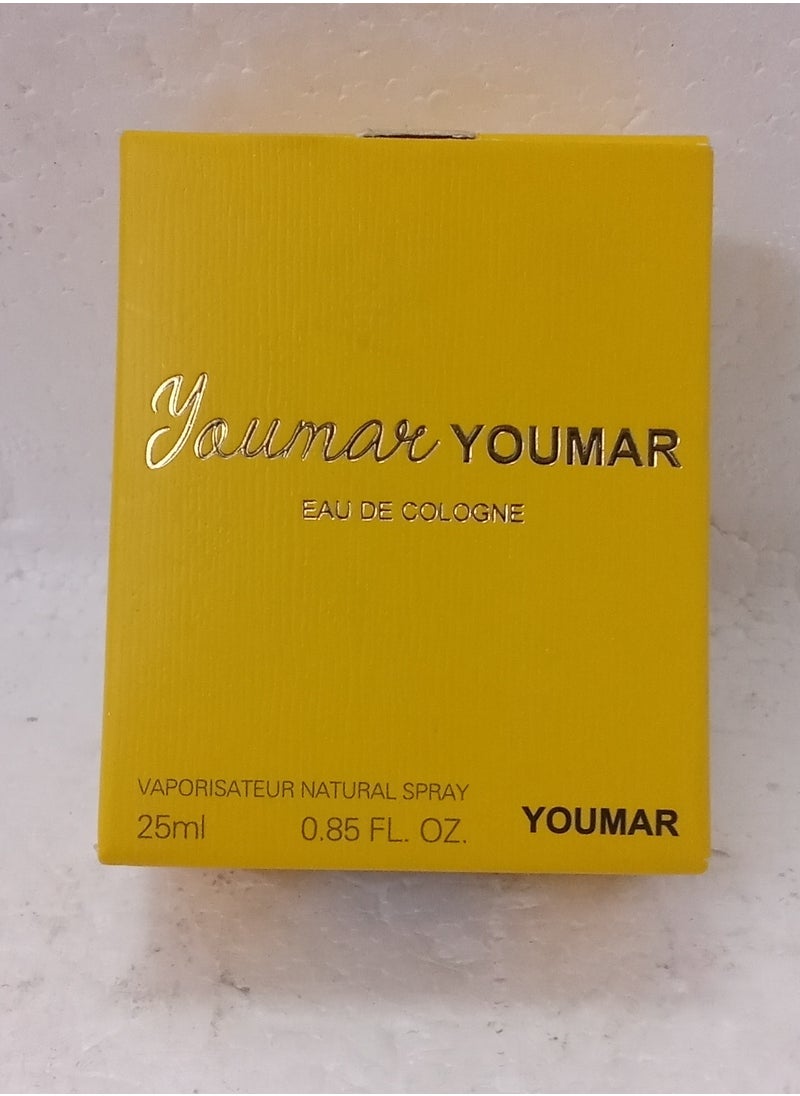 Youmar YOUMAR
EAU DE COLOGNE
VAPORISATEUR NATURAL SPRAY
25ml 0.85 FL. OZ. YOUMAR